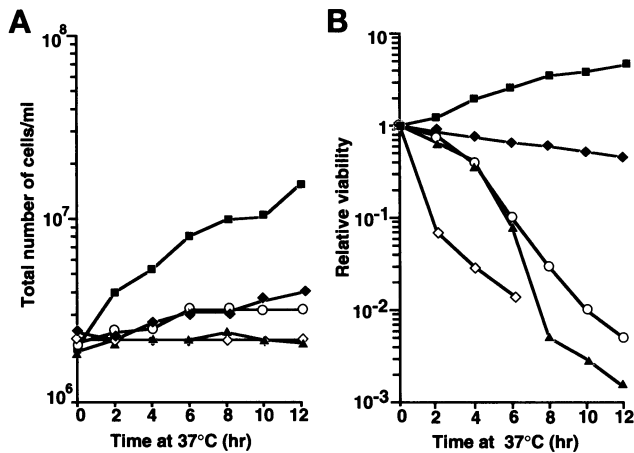 A
Total number of cells/ml
10^8
10^7
10^6
0 2 4 6 8 10 12
Time at 37°C (hr)
B
Relative viability
10
1
10^-1
10^-2
10^-3
0 2 4 6 8 10 12
Time at 37°C (hr)